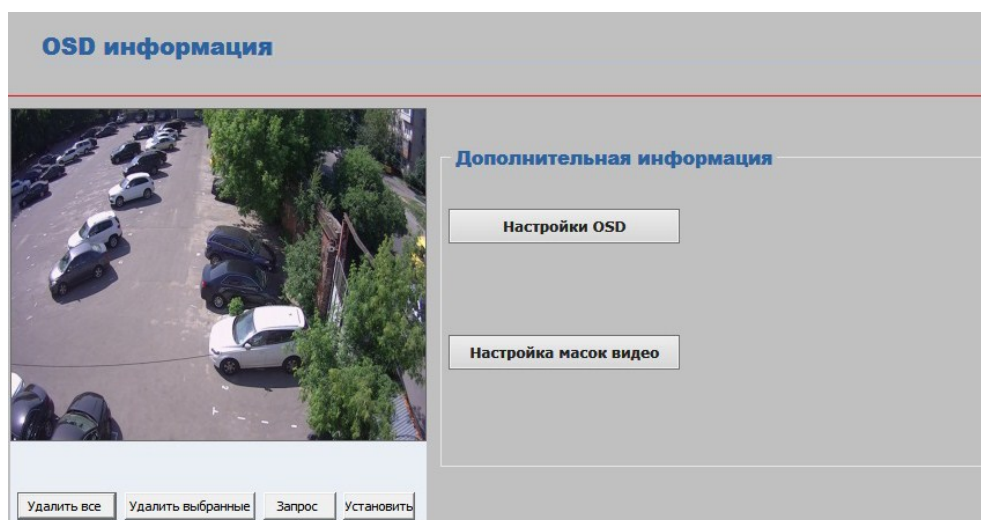 OSD информация
Дополнительная информация
Настройки OSD
Настройка масок видео
Удалить все
Удалить выбранные
Запрос
Установить